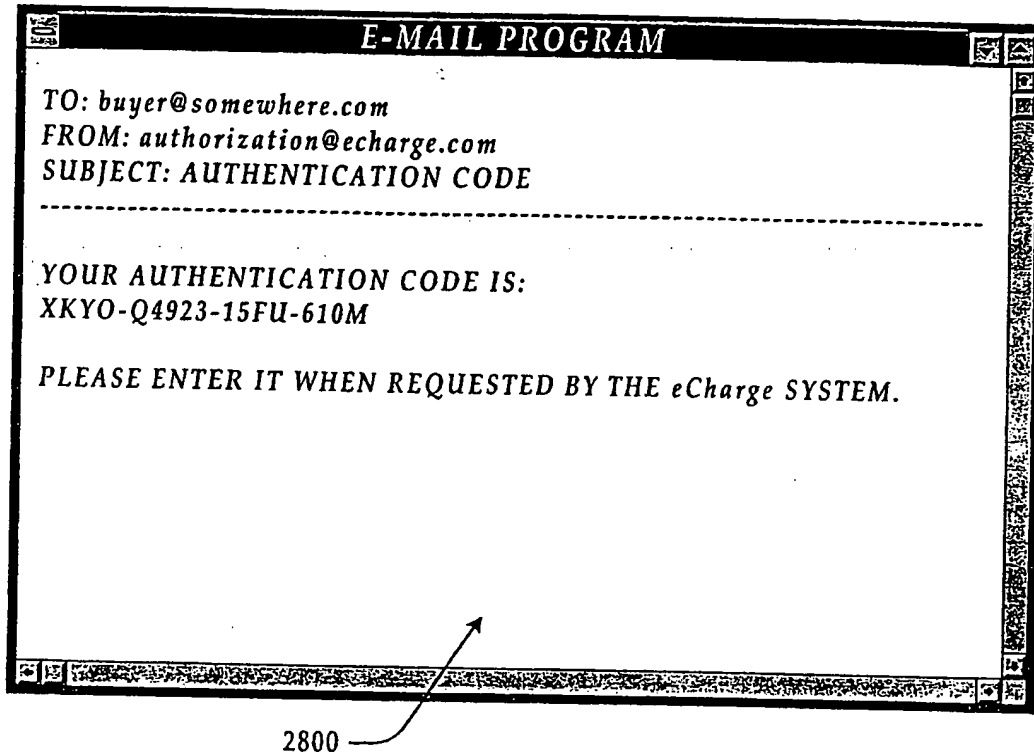 E-MAIL PROGRAM
TO: buyer@somewhere.com
FROM: authorization@echarge.com
SUBJECT: AUTHENTICATION CODE
YOUR AUTHENTICATION CODE IS:
XKYO-Q4923-15FU-610M
PLEASE ENTER IT WHEN REQUESTED BY THE eCharge SYSTEM.
2800